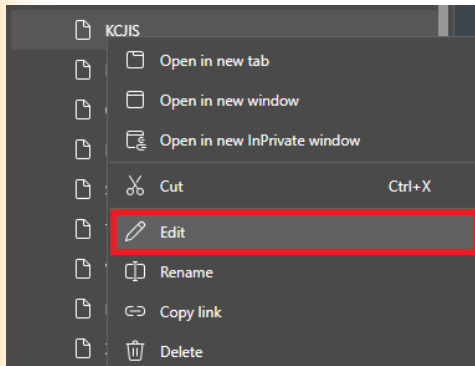 KCJIS
Open in new tab
Open in new window
Open in new InPrivate window
Cut Ctrl+X
Edit
Rename
Copy link
Delete